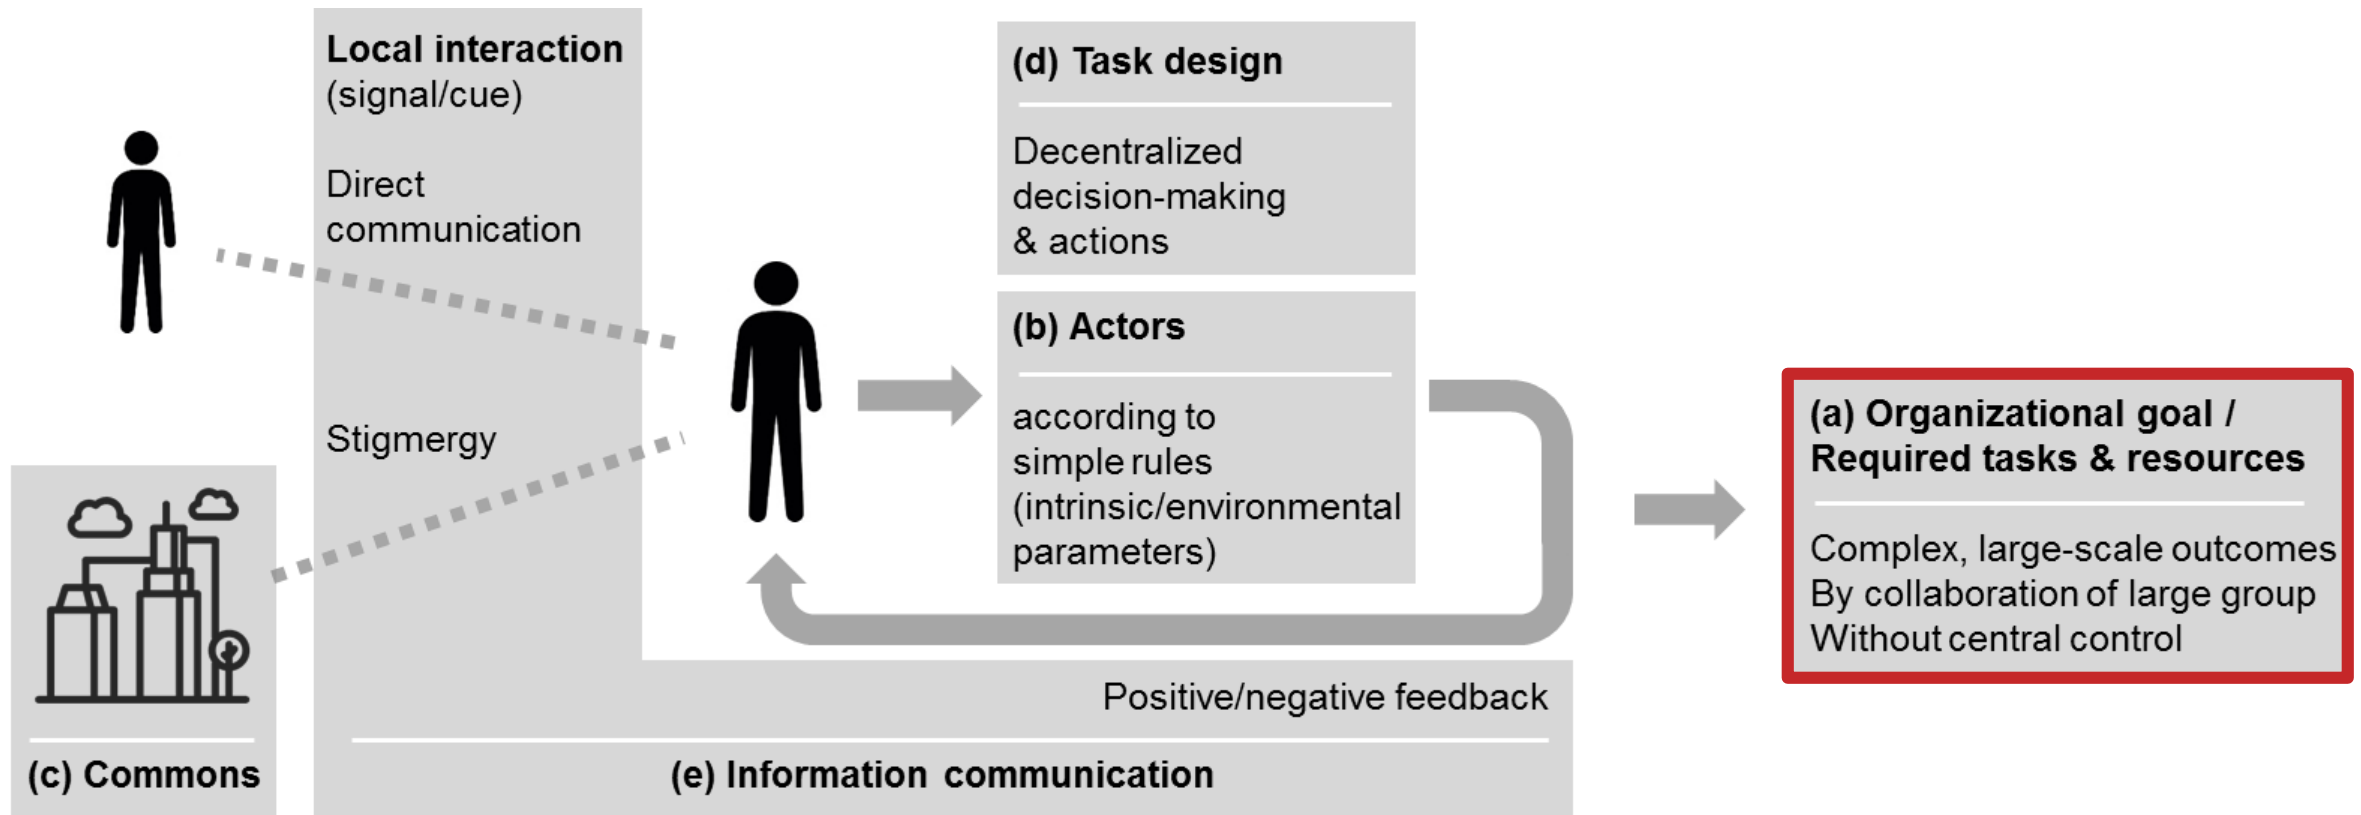 Local interaction
(signal/cue)
Direct
communication
Stigmergy
(c) Commons
(d) Task design
Decentralized
decision-making
& actions
(b) Actors
according to
simple rules
(intrinsic/environmental
parameters)
Positive/negative feedback
(e) Information communication
(a) Organizational goal /
Required tasks & resources
Complex, large-scale outcomes
By collaboration of large group
Without central control